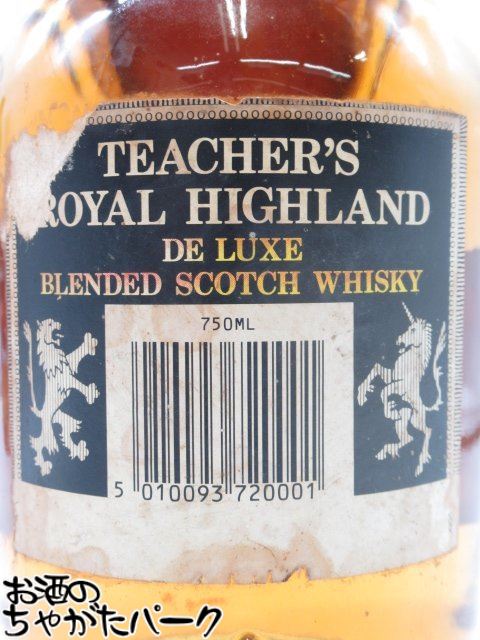 TEACHER'S
ROYAL HIGHLAND
DE LUXE
BLENDED SCOTCH WHISKY
750ML
5 010093 720001
お酒の
ちゃがたパーク